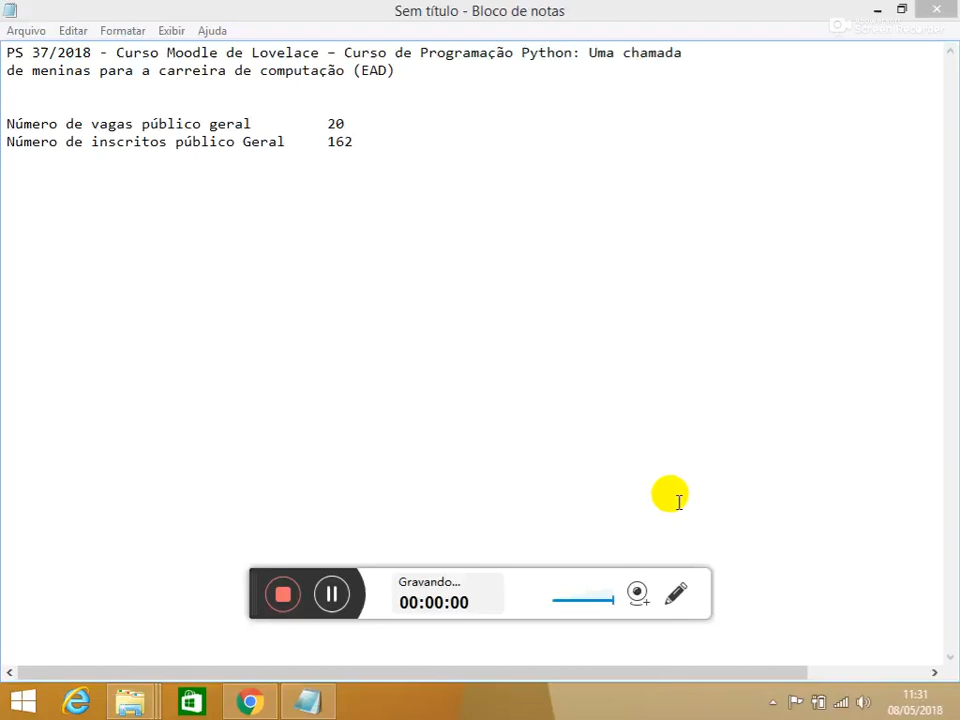 Sem título - Bloco de notas
Arquivo Editar Formatar Exibir Ajuda
Screen Recorder
PS 37/2018 - Curso Moodle de Lovelace – Curso de Programação Python: Uma chamada
de meninas para a carreira de computação (EAD)
Número de vagas público geral 20
Número de inscritos público Geral 162
Gravando...
00:00:00
11:31
08/05/2018